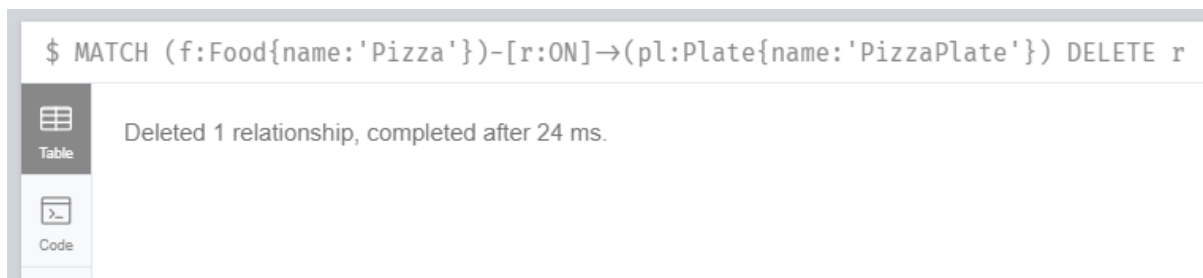 $ MATCH (f:Food{name:'Pizza'})-[r:ON]→(pl:Plate{name:'PizzaPlate'}) DELETE r
Table
Deleted 1 relationship, completed after 24 ms.
Code